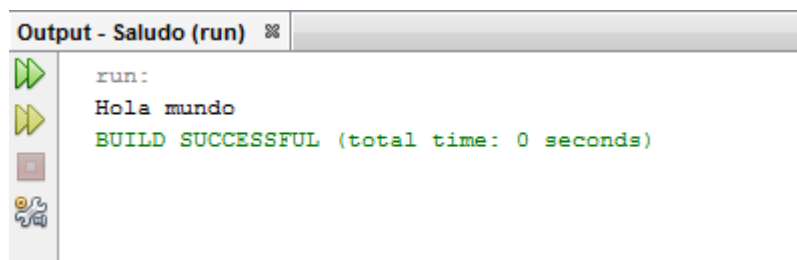 Output - Saludo (run)
run:
Hola mundo
BUILD SUCCESSFUL (total time: 0 seconds)